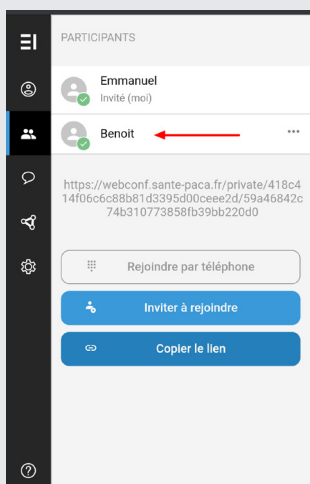 PARTICIPANTS
Emmanuel
Invité (moi)
Benoit
https://webconf.sante-paca.fr/private/418c4
14f06c6c88b81d3395d00ceee2d/59a46842c
74b310773858fb39bb220d0
Rejoindre par téléphone
Inviter à rejoindre
Copier le lien